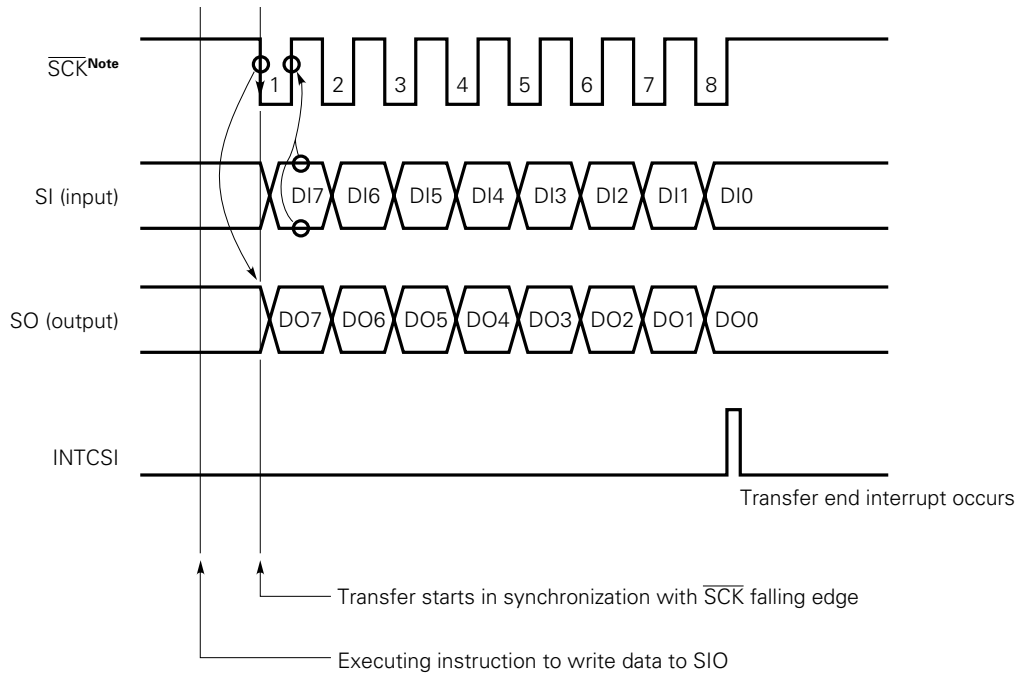 SCK Note
1 2 3 4 5 6 7 8
SI (input)
DI7 DI6 DI5 DI4 DI3 DI2 DI1 DI0
SO (output)
DO7 DO6 DO5 DO4 DO3 DO2 DO1 DO0
INTCSI
Transfer end interrupt occurs
Transfer starts in synchronization with SCK falling edge
Executing instruction to write data to SIO